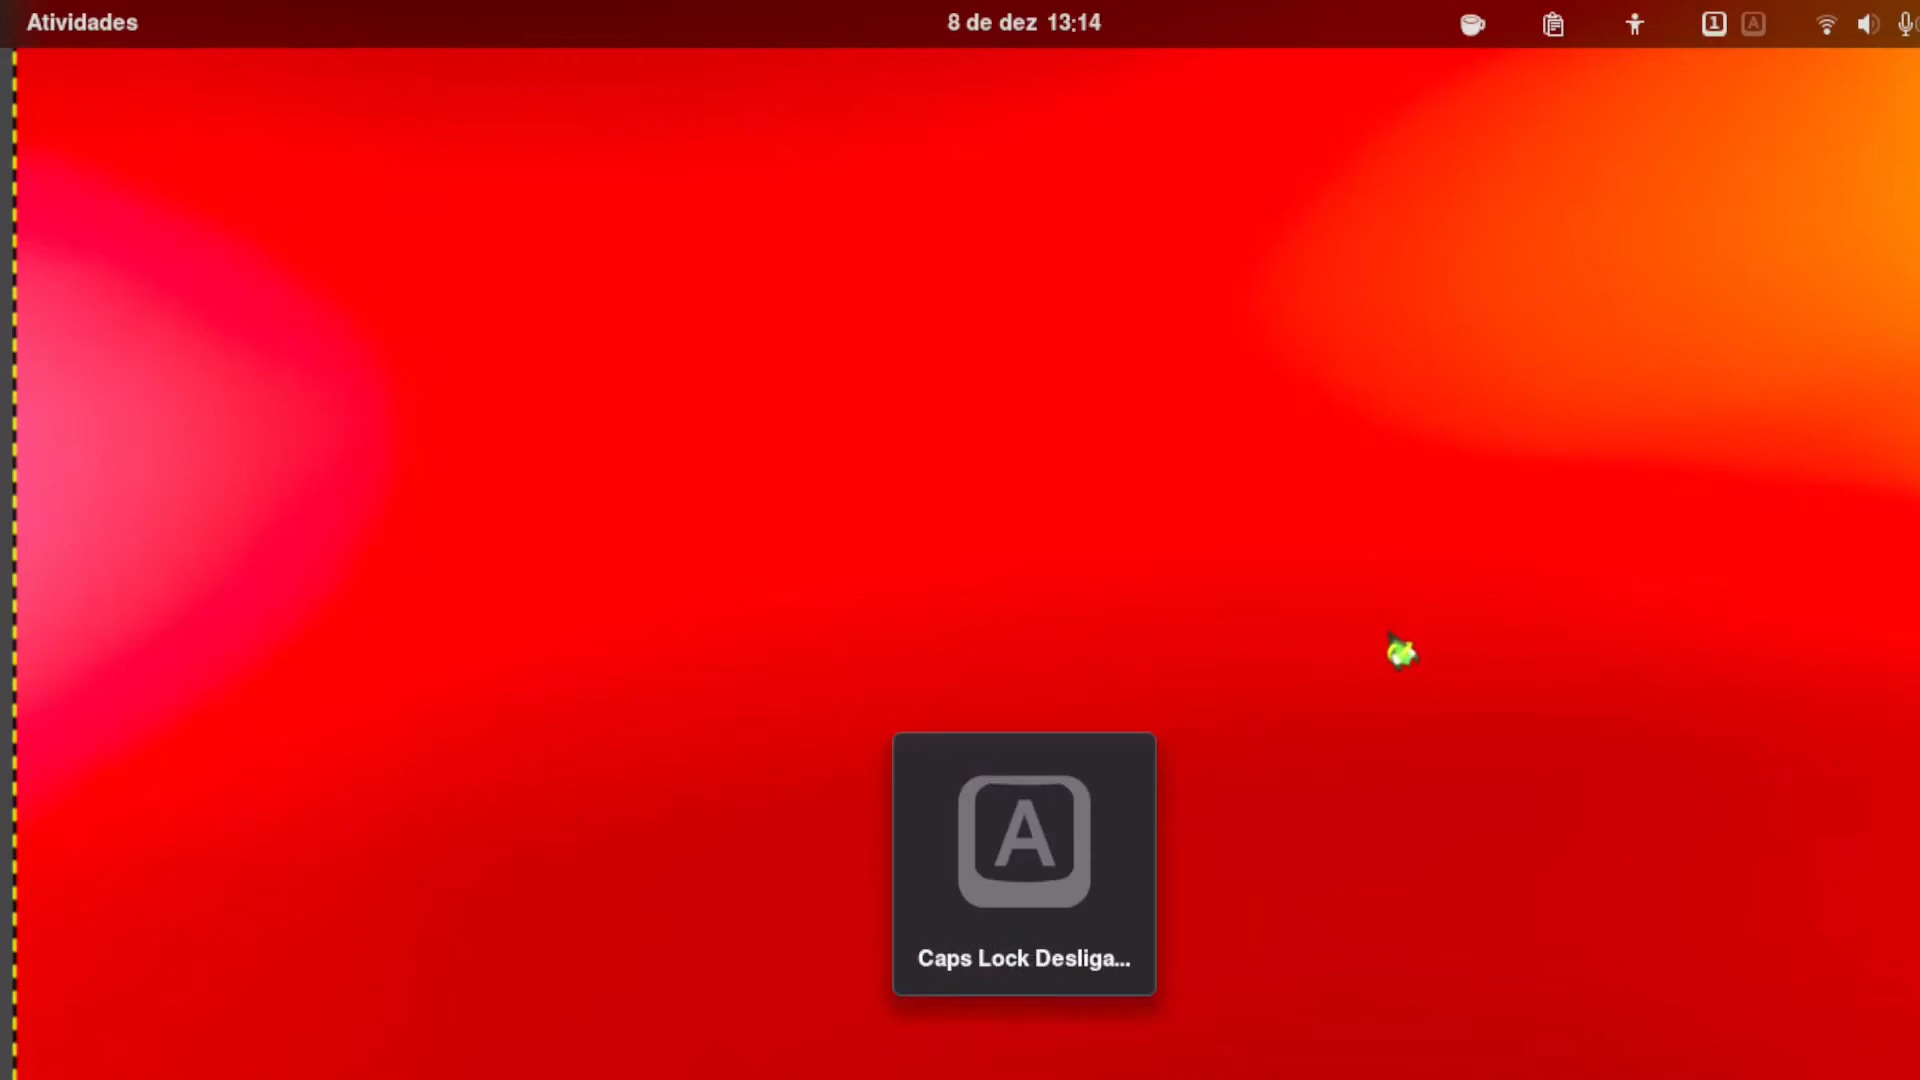 Atividades
8 de dez 13:14
1
A
A
Caps Lock Desliga...